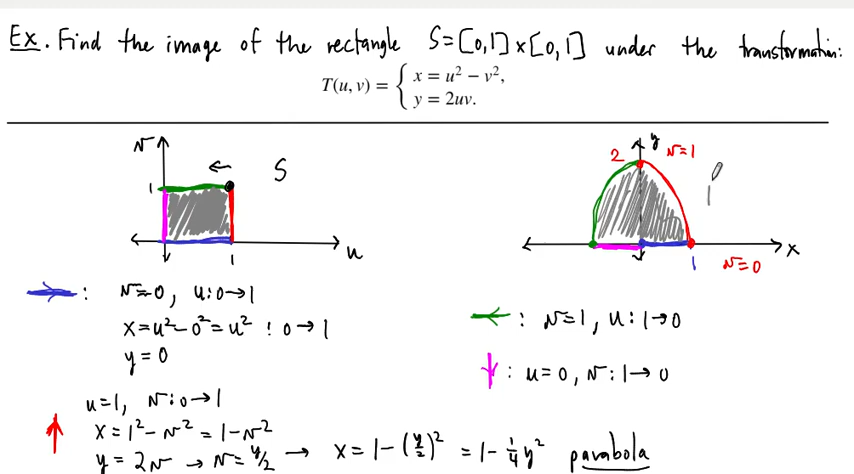 Ex. Find the image of the rectangle S=[0,1]×[0,1] under the transformation:
T(u, v) = { x = u² − v²,
y = 2uv.
v
1
S
1
u
y
2
v=1
1
v=0
x
: v=0, u:0→1
x=u²-0²=u² : 0→1
y=0
: v=1, u:1→0
: u=0, v:1→0
u=1, v:0→1
x=1²-v²=1-v²
y=2v → v=y/2 → x=1-(y/2)²=1-¼y² parabola